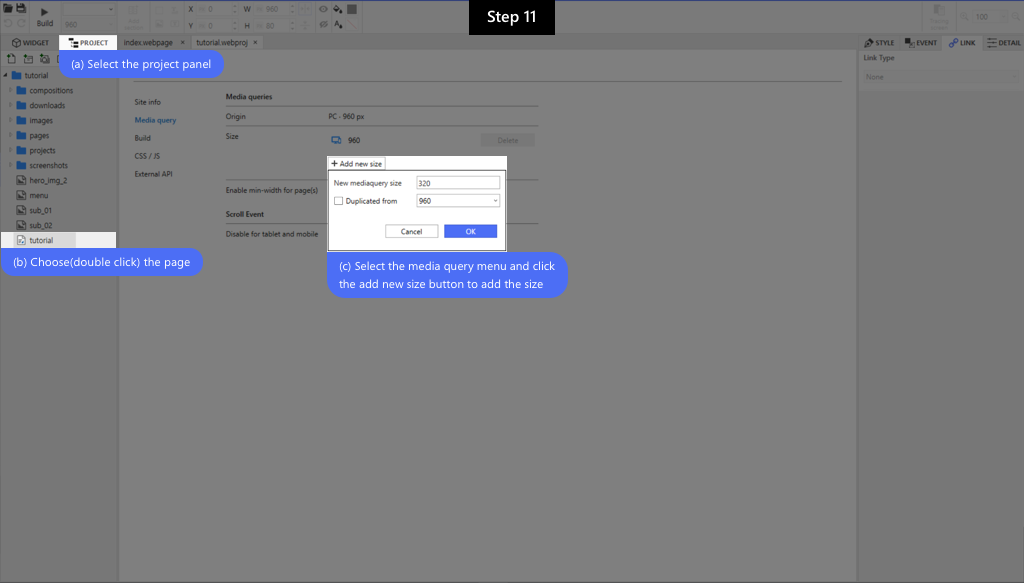 Step 11
Build
960
X
0
W
960
Y
0
H
80
100
WIDGET
PROJECT
index.webpage ×
tutorial.webproj ×
STYLE
EVENT
LINK
DETAIL
(a) Select the project panel
Link Type
None
tutorial
compositions
downloads
images
pages
projects
screenshots
hero_img_2
menu
sub_01
sub_02
tutorial
(b) Choose(double click) the page
Site info
Media query
Build
CSS / JS
External API
Media queries
Origin
PC - 960 px
Size
960
Delete
+ Add new size
New mediaquery size
320
Duplicated from
960
Cancel
OK
Enable min-width for page(s)
Scroll Event
Disable for tablet and mobile
(c) Select the media query menu and click
the add new size button to add the size